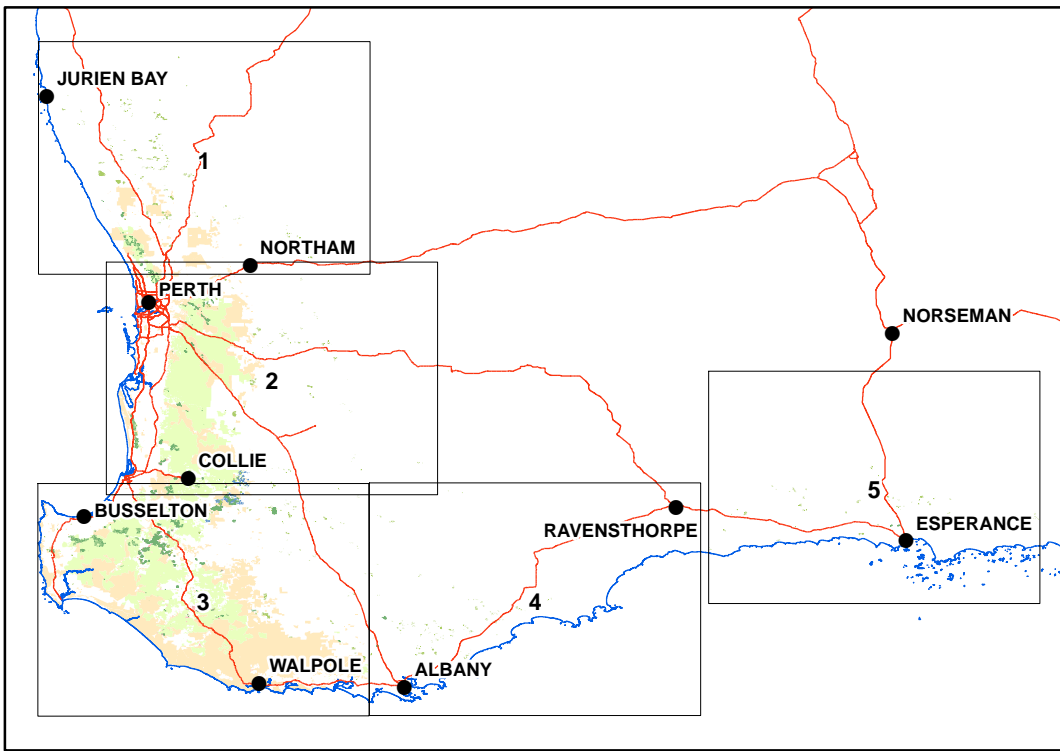 JURIEN BAY
1
NORTHAM
PERTH
NORSEMAN
2
COLLIE
5
BUSSELTON
RAVENSTHORPE
ESPERANCE
3
4
WALPOLE
ALBANY